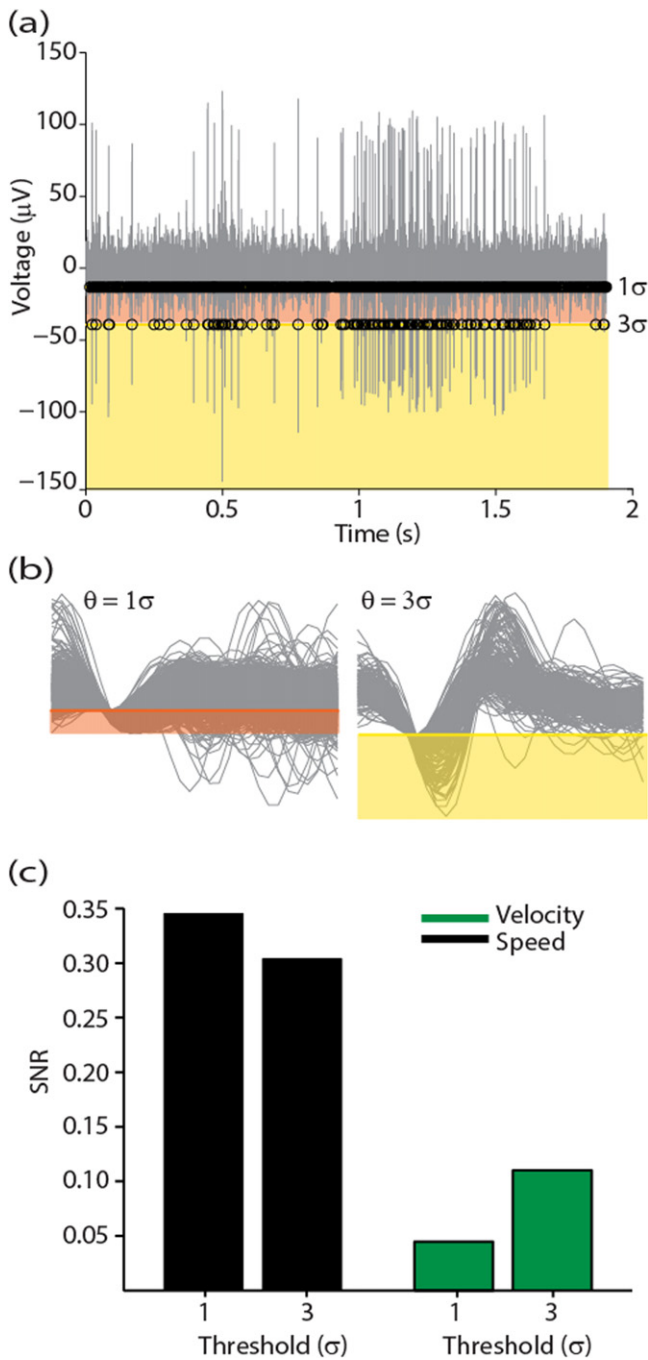 (a)
150
100
50
0
−50
−100
−150
Voltage (μV)
1σ
3σ
0 0.5 1 1.5 2
Time (s)
(b)
θ = 1σ θ = 3σ
(c)
0.35
0.30
0.25
0.20
0.15
0.10
0.05
SNR
Velocity
Speed
1 3 1 3
Threshold (σ) Threshold (σ)